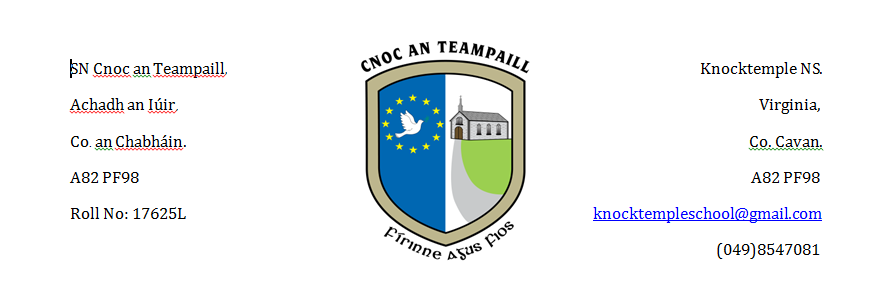 SN Cnoc an Teampaill,
Achadh an Iúir,
Co. an Chabháin.
A82 PF98
Roll No: 17625L
CNOC AN TEAMPAILL
Fírinne Agus Fios
Knocktemple NS.
Virginia,
Co. Cavan.
A82 PF98
knocktempleschool@gmail.com
(049)8547081